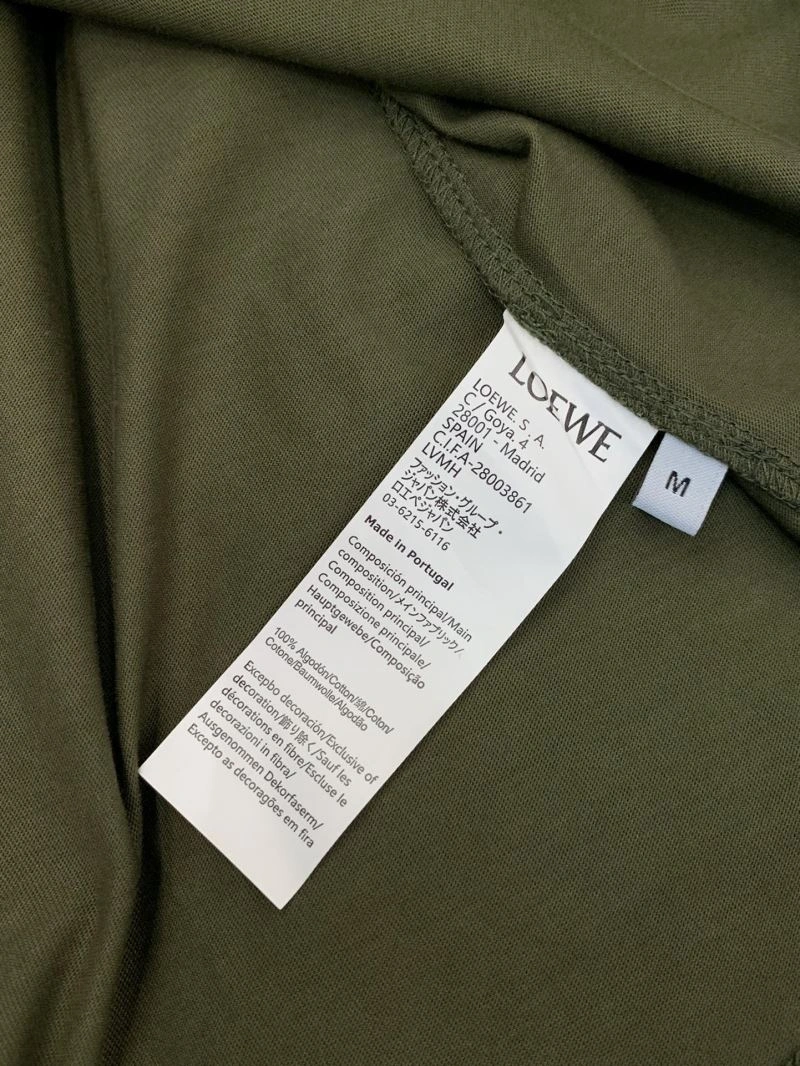 LOEWE
LOEWE. S. A.
C/Goya. 4
28001 - Madrid
SPAIN
C.I.F.A-28003861
LVMH
ファッション・グループ・
ジャパン株式会社
ロエベジャパン
03-6215-6116
Made in Portugal
Composición principal/Main
composition/メインファブリック/
Composition principal/
Composizione principale/
Hauptgewebe/Composição
principal
100% Algodón/Cotton/綿/Coton/
Cotone/Baumwolle/Algodão
Excepbo decoración/Exclusive of
decoration/飾り除く/Sauf les
décorations en fibre/Escluse le
decorazioni in fibra/
Ausgenommen Dekorfaserm/
Excepto as decoragões em fira
M